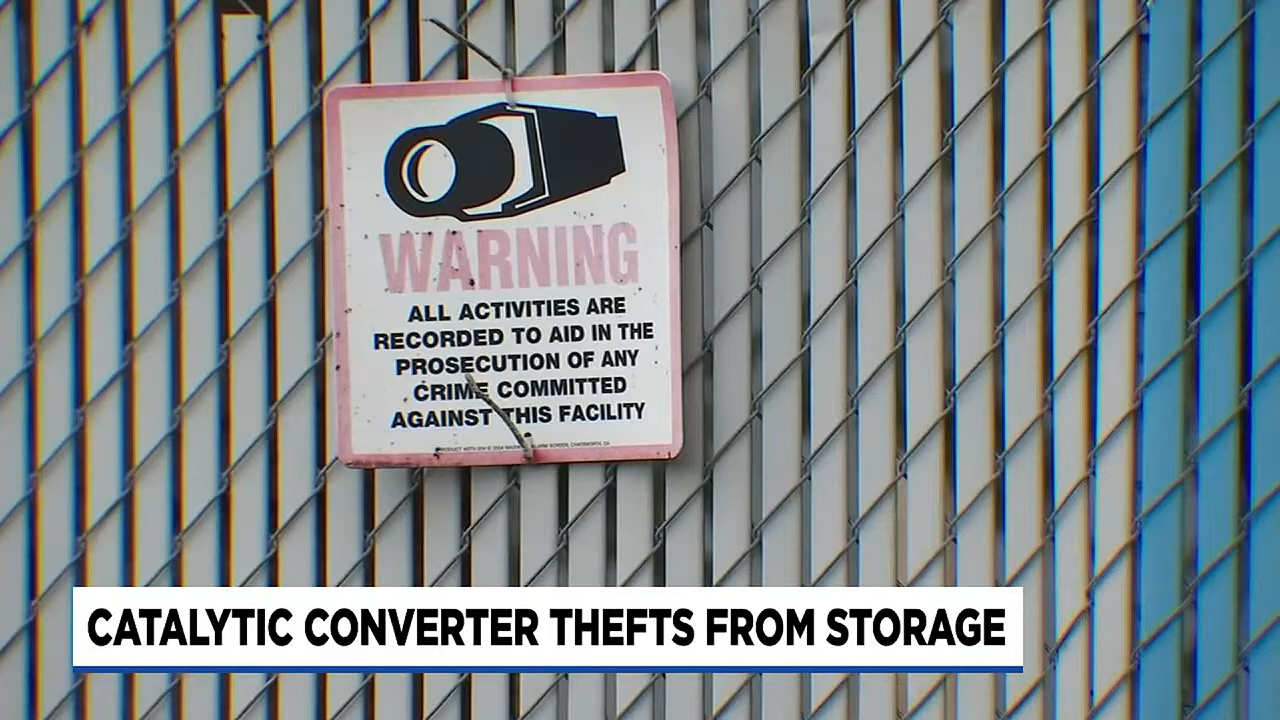 WARNING
ALL ACTIVITIES ARE
RECORDED TO AID IN THE
PROSECUTION OF ANY
CRIME COMMITTED
AGAINST THIS FACILITY
CATALYTIC CONVERTER THEFTS FROM STORAGE